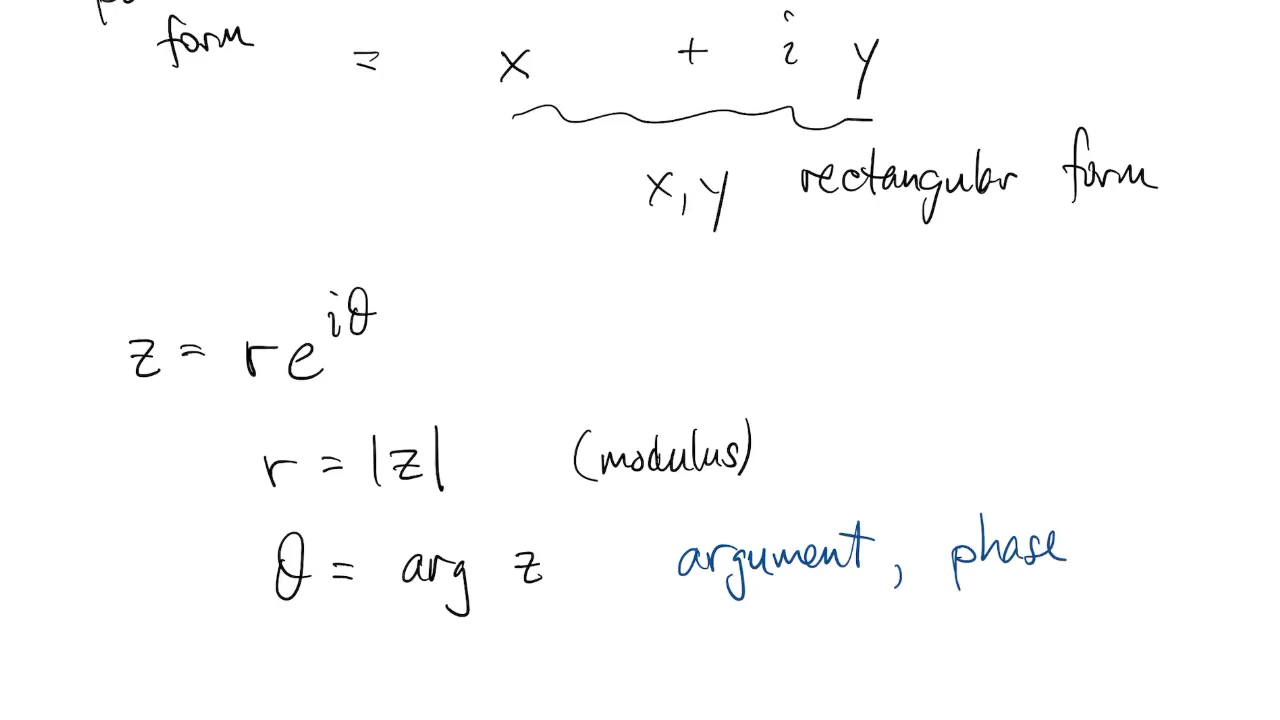 form = x + i y
x, y rectangular form
z = re^{iθ}
r = |z| (modulus)
θ = arg z argument, phase